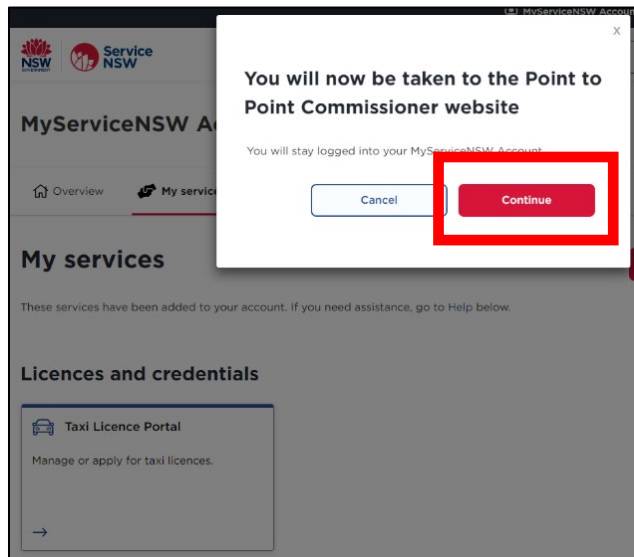 MyServiceNSW Accou
x
NSW
GOVERNMENT
Service
NSW
You will now be taken to the Point to
Point Commissioner website
MyServiceNSW A
You will stay logged into your MyServiceNSW Account
Overview
My servic
Cancel
Continue
My services
These services have been added to your account. If you need assistance, go to Help below.
Licences and credentials
Taxi Licence Portal
Manage or apply for taxi licences.
→